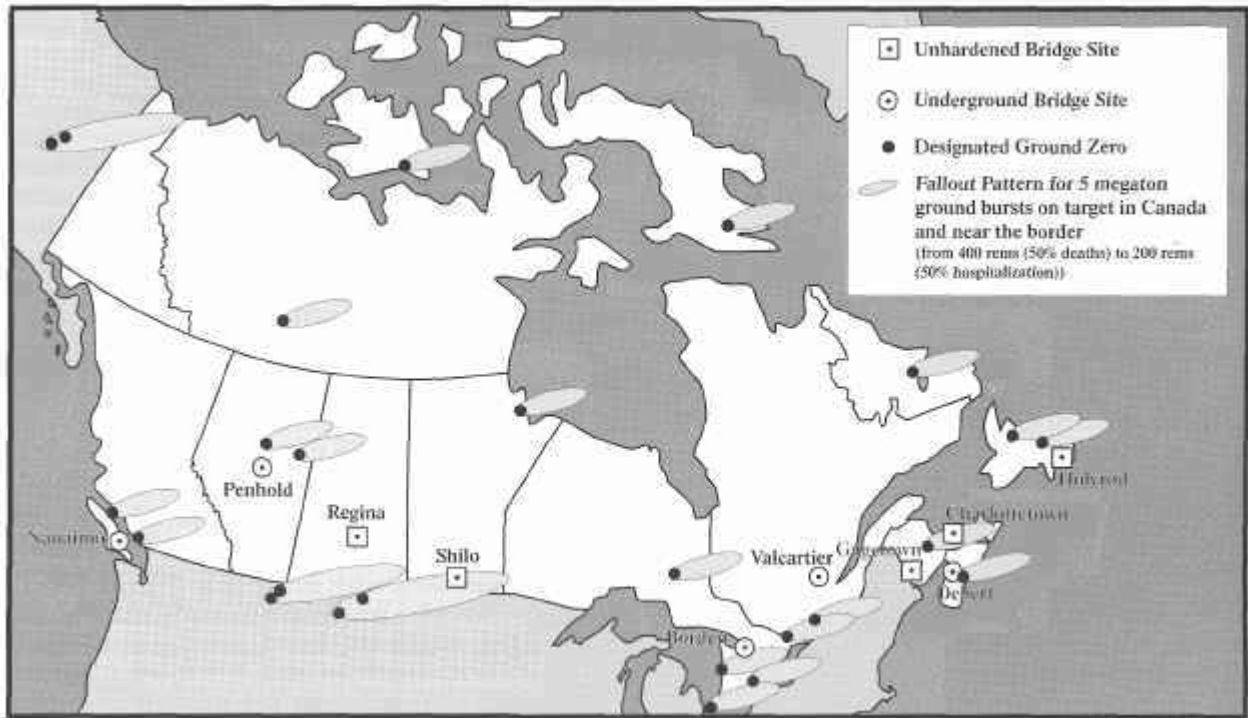 Unhardened Bridge Site
Underground Bridge Site
Designated Ground Zero
Fallout Pattern for 5 megaton
ground bursts on target in Canada
and near the border
(from 400 rems (50% deaths) to 200 rems
(50% hospitalization))
Penhold
Regina
Nanaimo
Shilo
Valcartier
Holyrod
Charlottetown
Gagetown
Debert
Borden